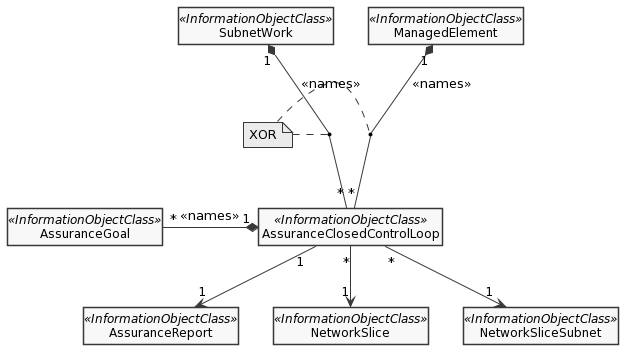 <<InformationObjectClass>>
SubnetWork
<<InformationObjectClass>>
ManagedElement
1
1
<<names>>
<<names>>
XOR
*
*
<<InformationObjectClass>>
AssuranceGoal
* <<names>> 1
<<InformationObjectClass>>
AssuranceClosedControlLoop
1
*
*
1
1
1
<<InformationObjectClass>>
AssuranceReport
<<InformationObjectClass>>
NetworkSlice
<<InformationObjectClass>>
NetworkSliceSubnet